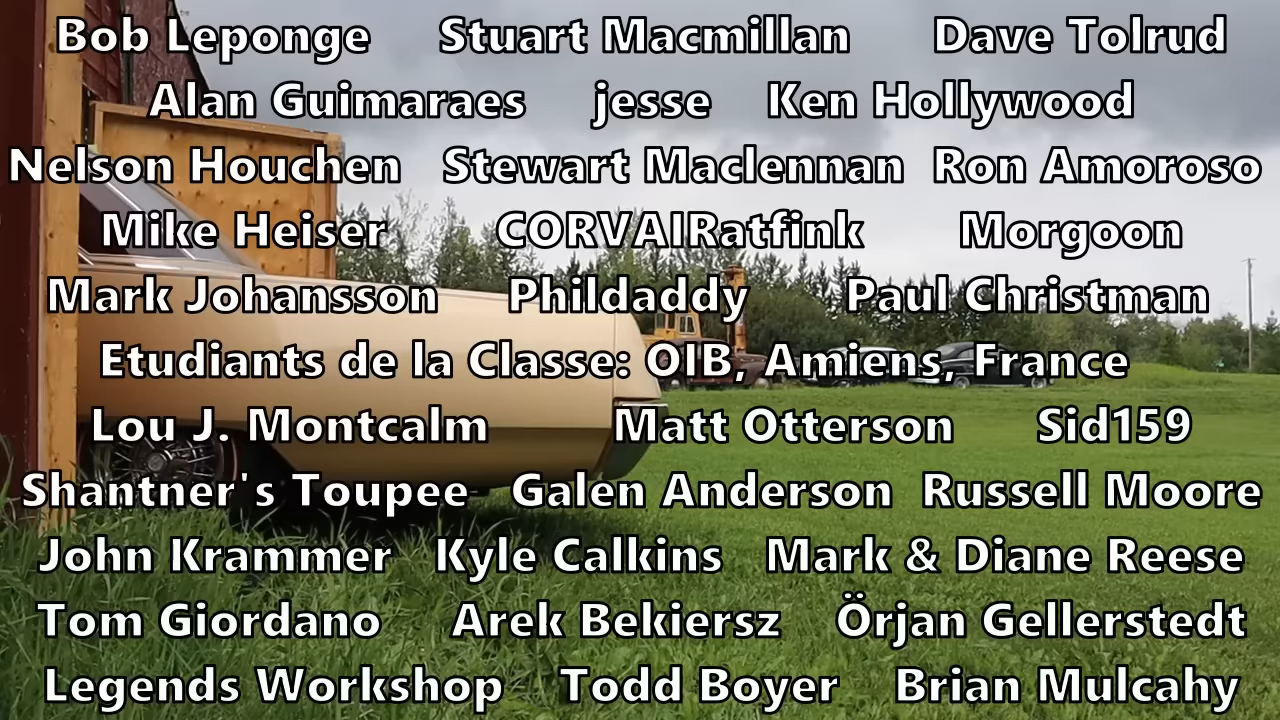 Bob Leponge Stuart Macmillan Dave Tolrud
Alan Guimaraes jesse Ken Hollywood
Nelson Houchen Stewart Maclennan Ron Amoroso
Mike Heiser CORVAIRatfink Morgoon
Mark Johansson Phildaddy Paul Christman
Etudiants de la Classe: OIB, Amiens, France
Lou J. Montcalm Matt Otterson Sid159
Shantner's Toupee Galen Anderson Russell Moore
John Krammer Kyle Calkins Mark & Diane Reese
Tom Giordano Arek Bekiersz Örjan Gellerstedt
Legends Workshop Todd Boyer Brian Mulcahy